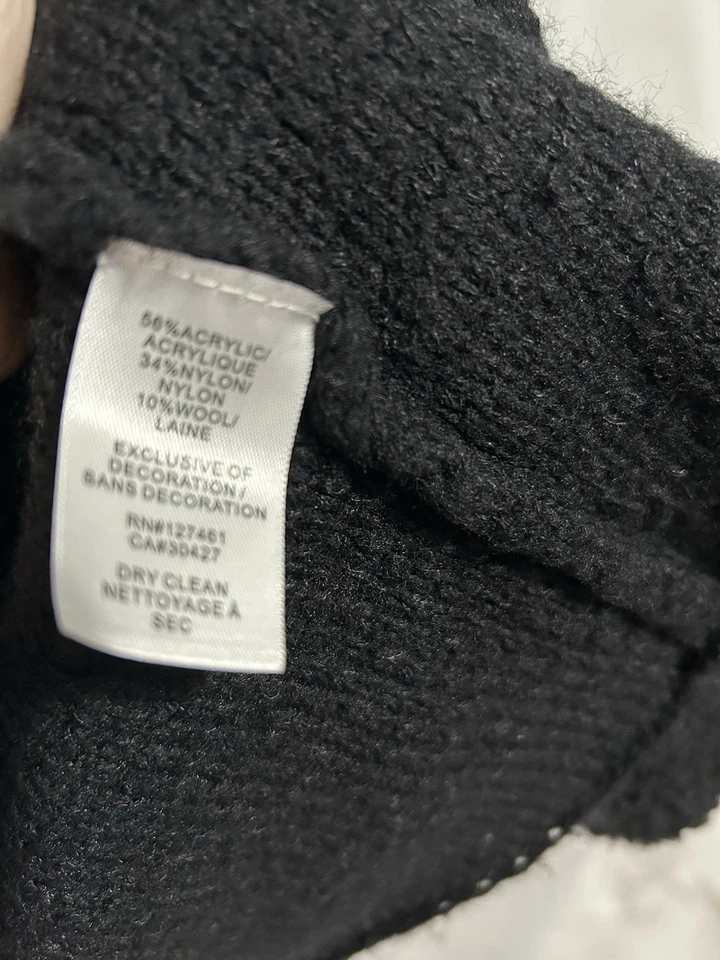 56%ACRYLIC/
ACRYLIQUE
34%NYLON/
NYLON
10%WOOL/
LAINE
EXCLUSIVE OF
DECORATION/
SANS DECORATION
RN#127461
CA#30427
DRY CLEAN
NETTOYAGE À
SEC